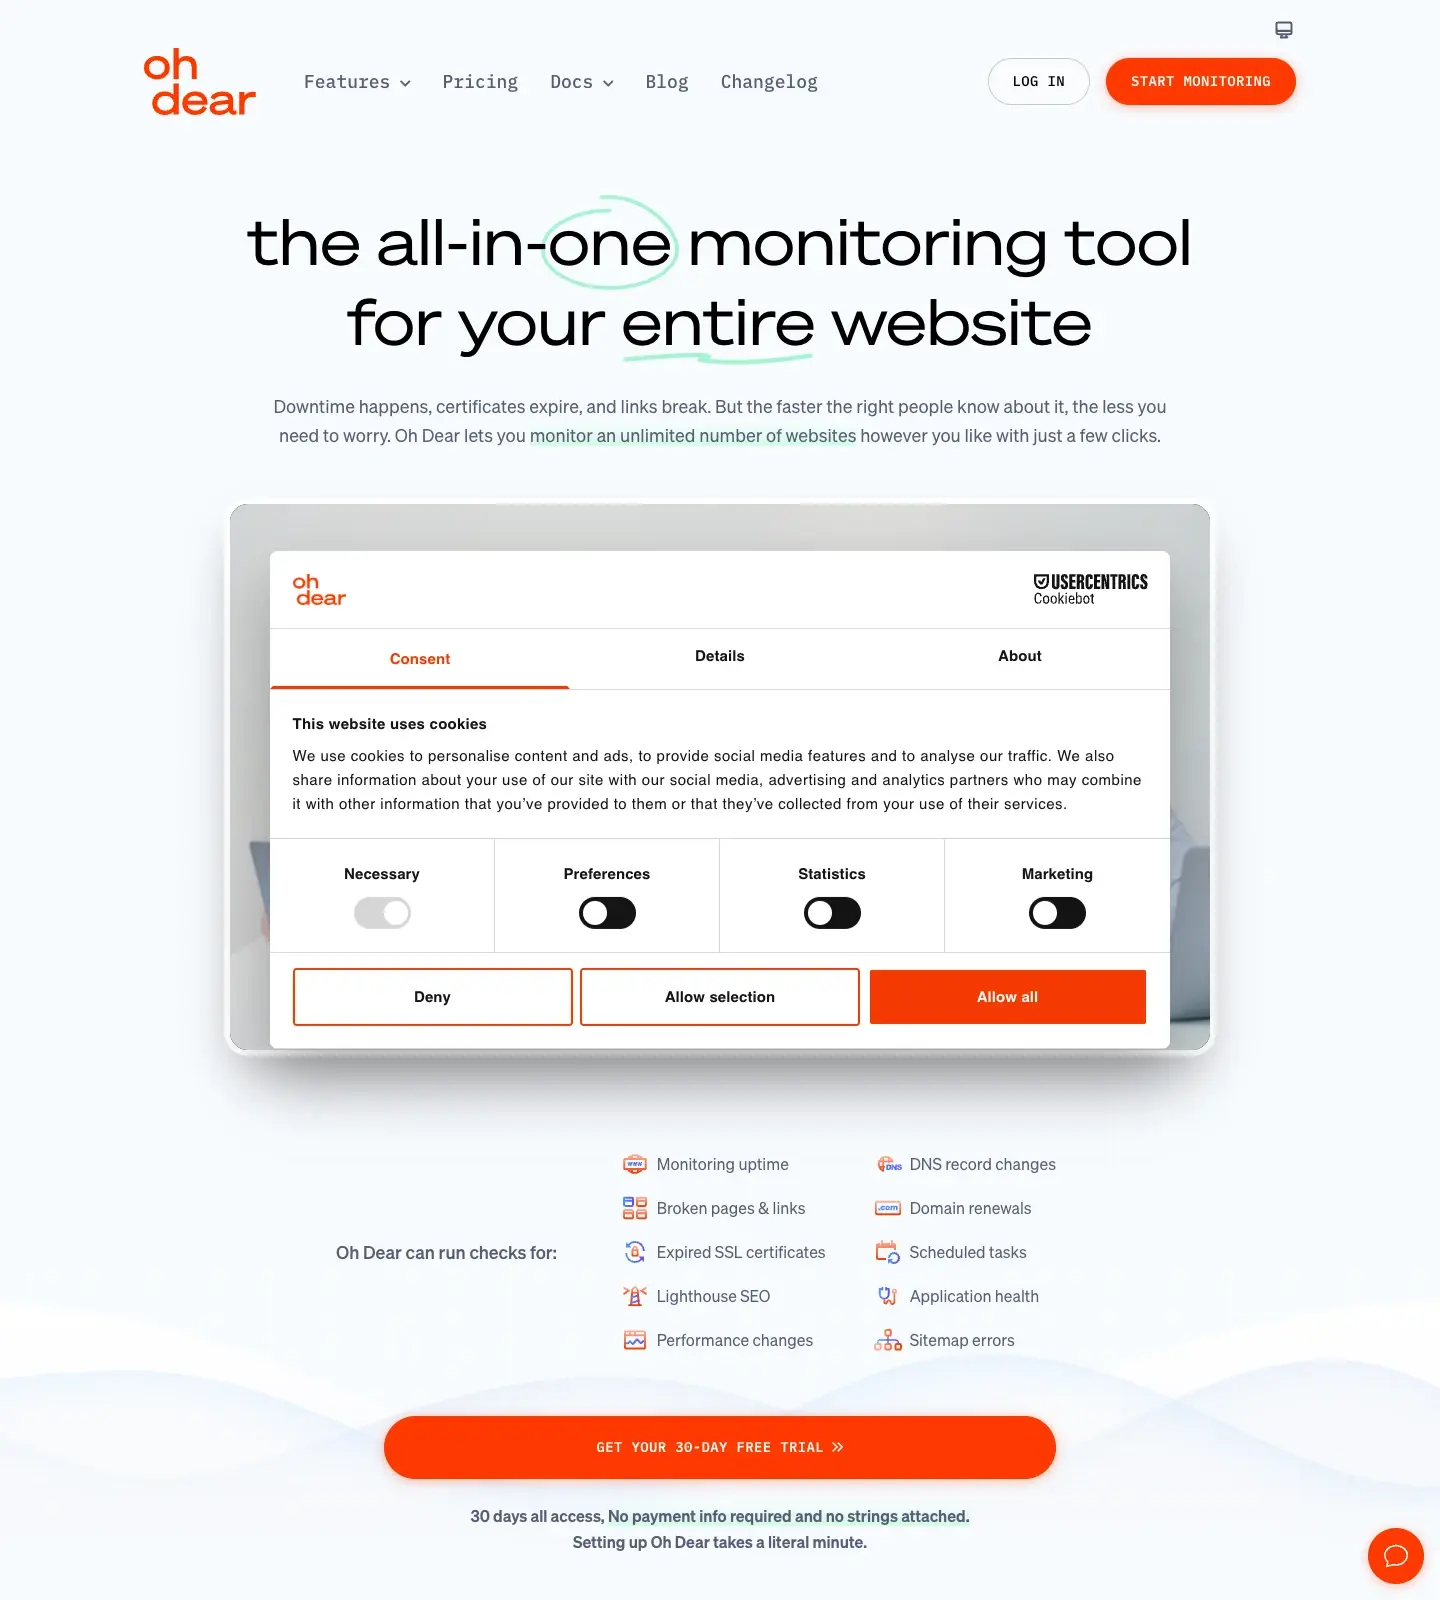 oh
dear
Features
Pricing
Docs
Blog
Changelog
LOG IN
START MONITORING
the all-in-one monitoring tool
for your entire website
Downtime happens, certificates expire, and links break. But the faster the right people know about it, the less you
need to worry. Oh Dear lets you monitor an unlimited number of websites however you like with just a few clicks.
oh
dear
USERCENTRICS
Cookiebot
Consent
Details
About
This website uses cookies
We use cookies to personalise content and ads, to provide social media features and to analyse our traffic. We also
share information about your use of our site with our social media, advertising and analytics partners who may combine
it with other information that you’ve provided to them or that they’ve collected from your use of their services.
Necessary
Preferences
Statistics
Marketing
Deny
Allow selection
Allow all
Oh Dear can run checks for:
WWW
Monitoring uptime
Broken pages & links
Expired SSL certificates
Lighthouse SEO
Performance changes
DNS
DNS record changes
.com
Domain renewals
Scheduled tasks
Application health
Sitemap errors
GET YOUR 30-DAY FREE TRIAL
30 days all access, No payment info required and no strings attached.
Setting up Oh Dear takes a literal minute.